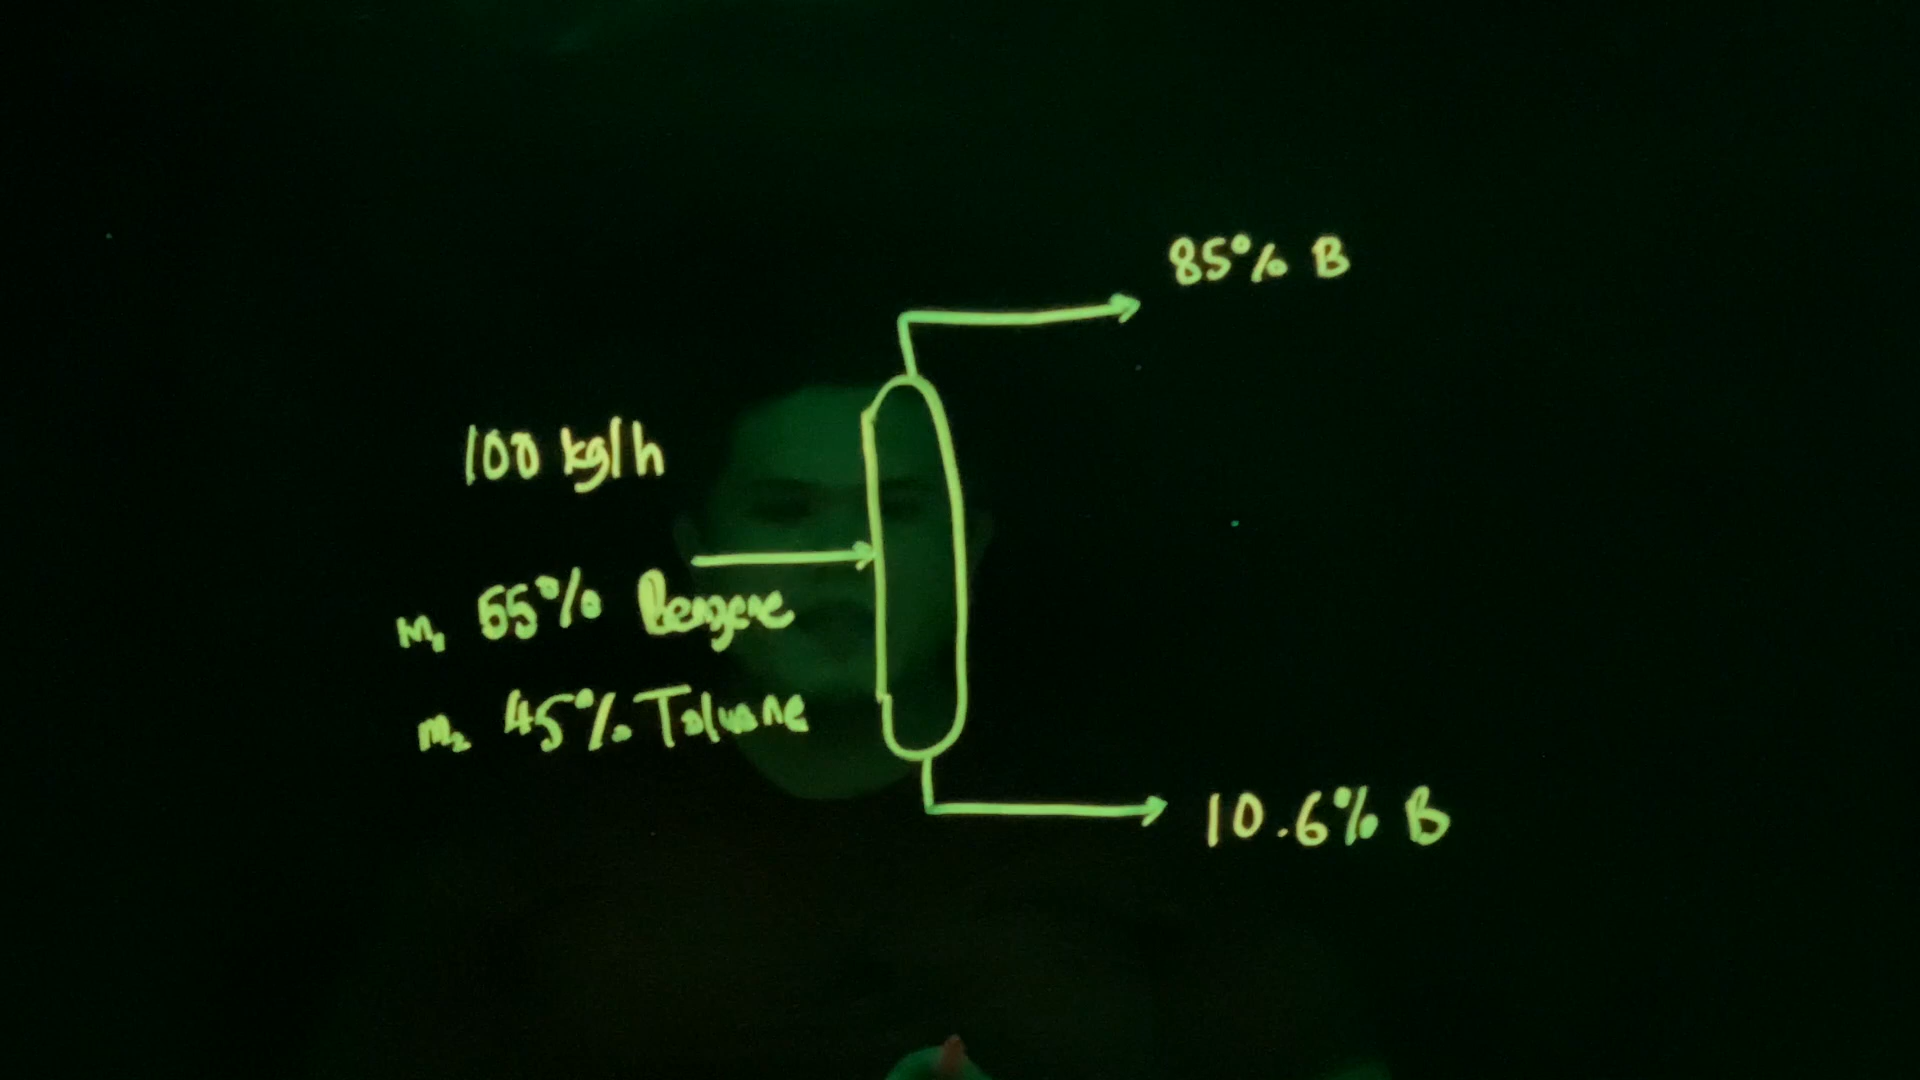 85% B
100 kg/h
m₁ 55% Benzene
m₂ 45% Toluene
10.6% B